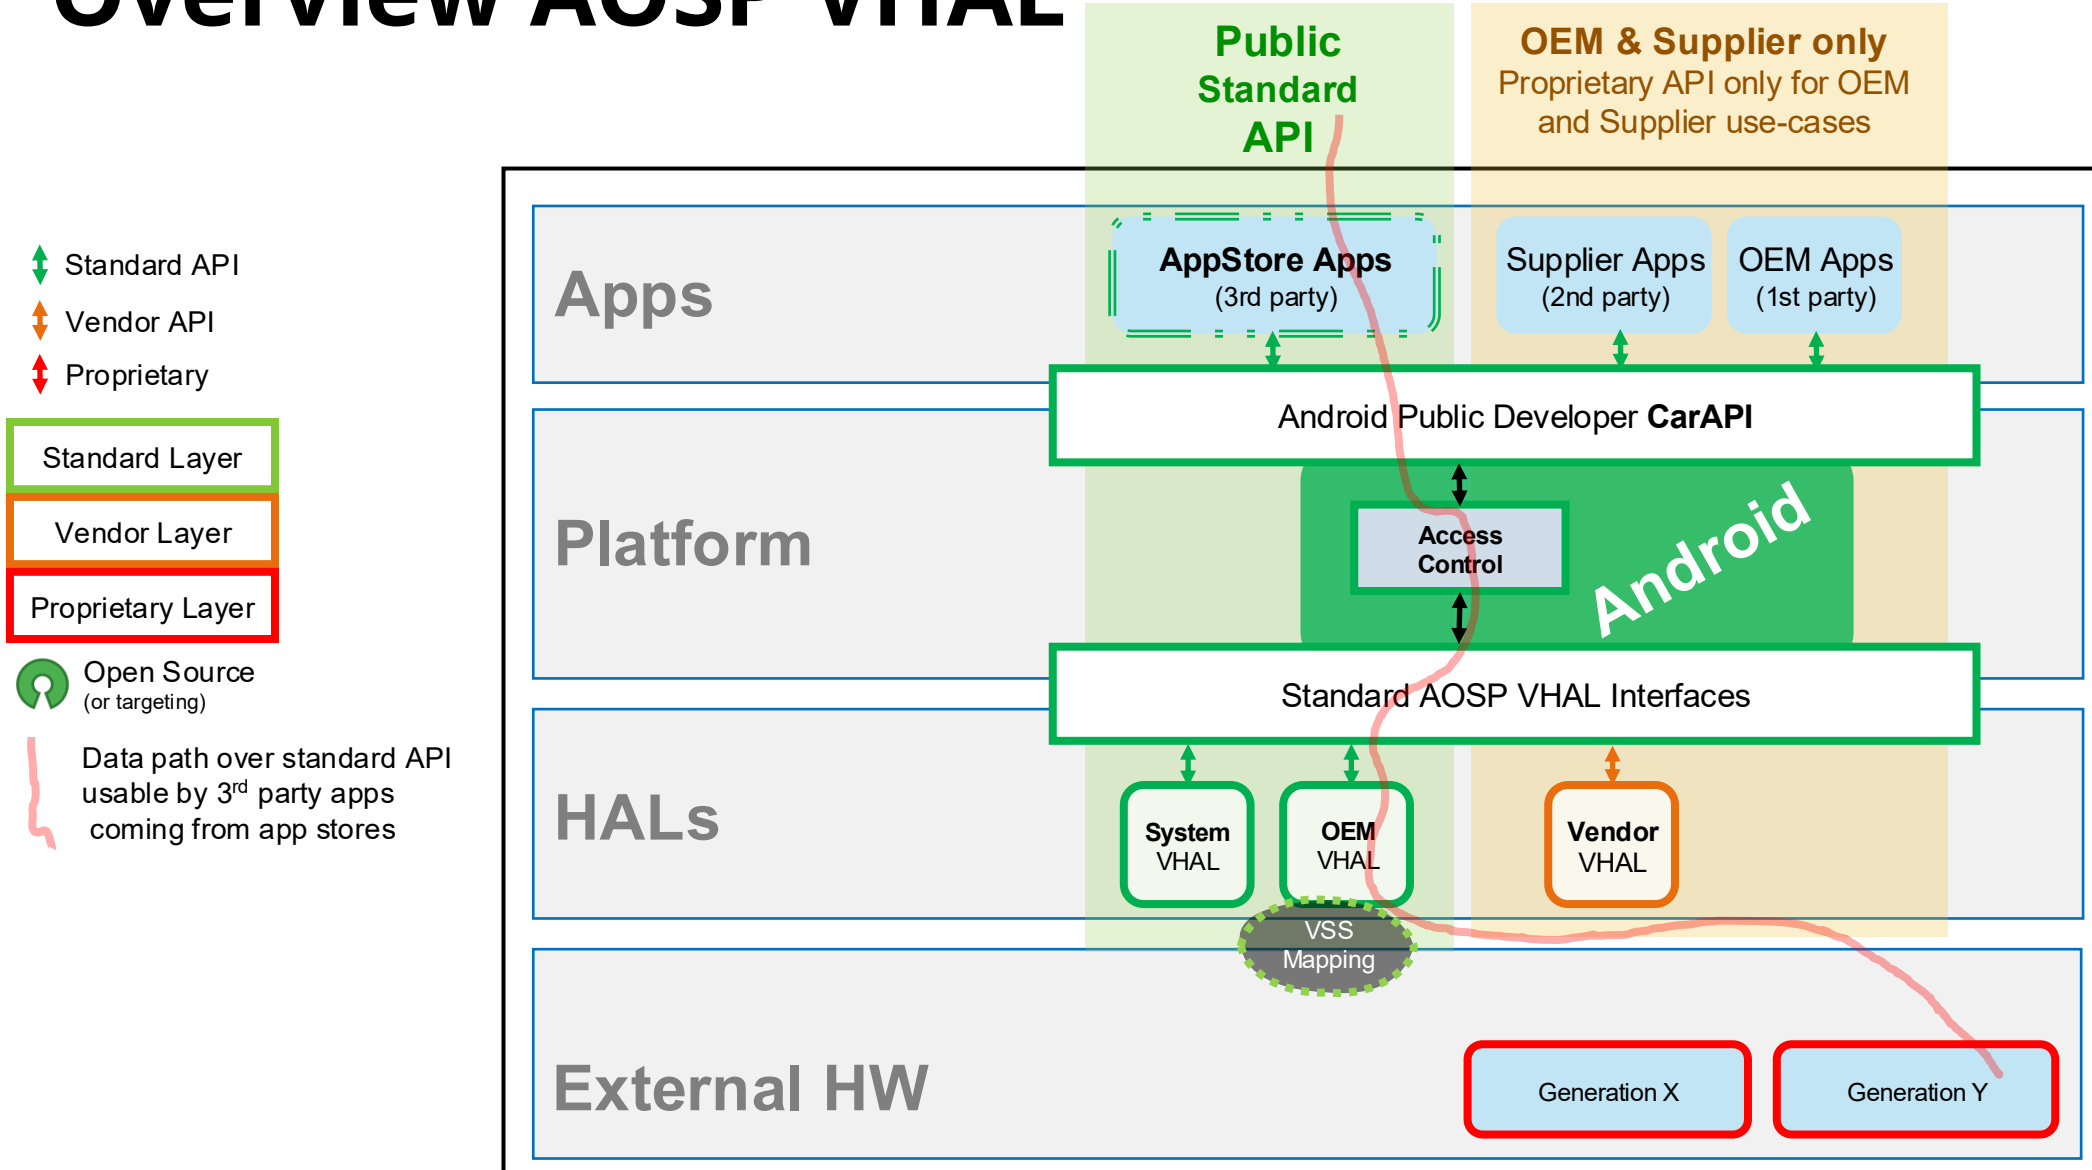 Overview AOSP VHAL
Public
Standard
API
OEM & Supplier only
Proprietary API only for OEM
and Supplier use-cases
Standard API
Vendor API
Proprietary
Standard Layer
Vendor Layer
Proprietary Layer
Open Source
(or targeting)
Data path over standard API
usable by 3rd party apps
coming from app stores
Apps
AppStore Apps
(3rd party)
Supplier Apps
(2nd party)
OEM Apps
(1st party)
Android Public Developer CarAPI
Platform
Access
Control
Android
Standard AOSP VHAL Interfaces
HALs
System
VHAL
OEM
VHAL
Vendor
VHAL
VSS
Mapping
External HW
Generation X
Generation Y